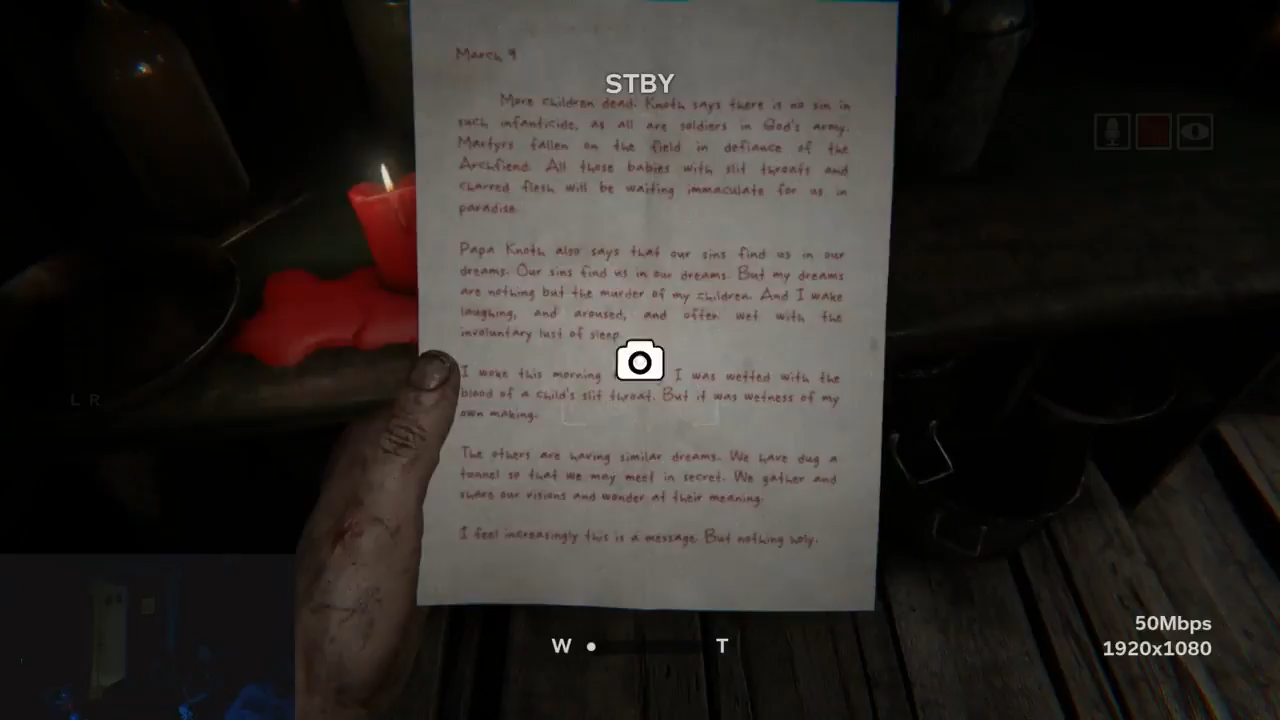 March 9
STBY
More children dead. Knoth says there is no sin in
such infanticide, as all are soldiers in God's army.
Martyrs fallen on the field in defiance of the
Archfiend. All those babies with slit throats and
charred flesh will be waiting immaculate for us in
paradise.
Papa Knoth also says that our sins find us in our
dreams. Our sins find us in our dreams. But my dreams
are nothing but the murder of my children. And I wake
laughing, and aroused, and often wet with the
involuntary lust of sleep
I woke this morning I was wetted with the
blood of a child's slit throat. But it was wetness of my
own making.
The others are having similar dreams. We have dug a
tunnel so that we may meet in secret. We gather and
share our visions and wonder at their meaning.
I feel increasingly this is a message. But nothing holy.
L R
W T
50Mbps
1920x1080